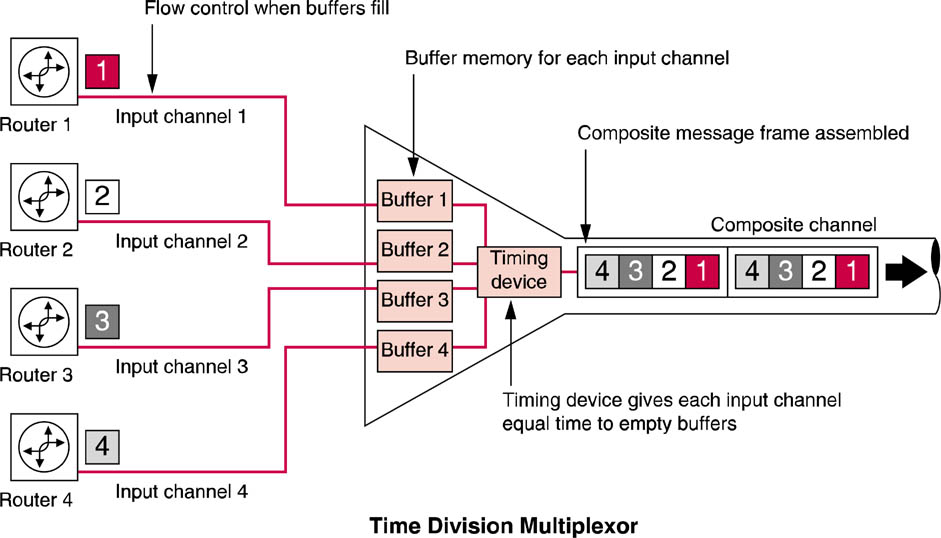 Flow control when buffers fill
1
Router 1
Input channel 1
Buffer memory for each input channel
Composite message frame assembled
2
Router 2
Input channel 2
Buffer 1
Buffer 2
Buffer 3
Buffer 4
Timing
device
Composite channel
4 3 2 1
4 3 2 1
3
Router 3
Input channel 3
Timing device gives each input channel
equal time to empty buffers
4
Router 4
Input channel 4
Time Division Multiplexor